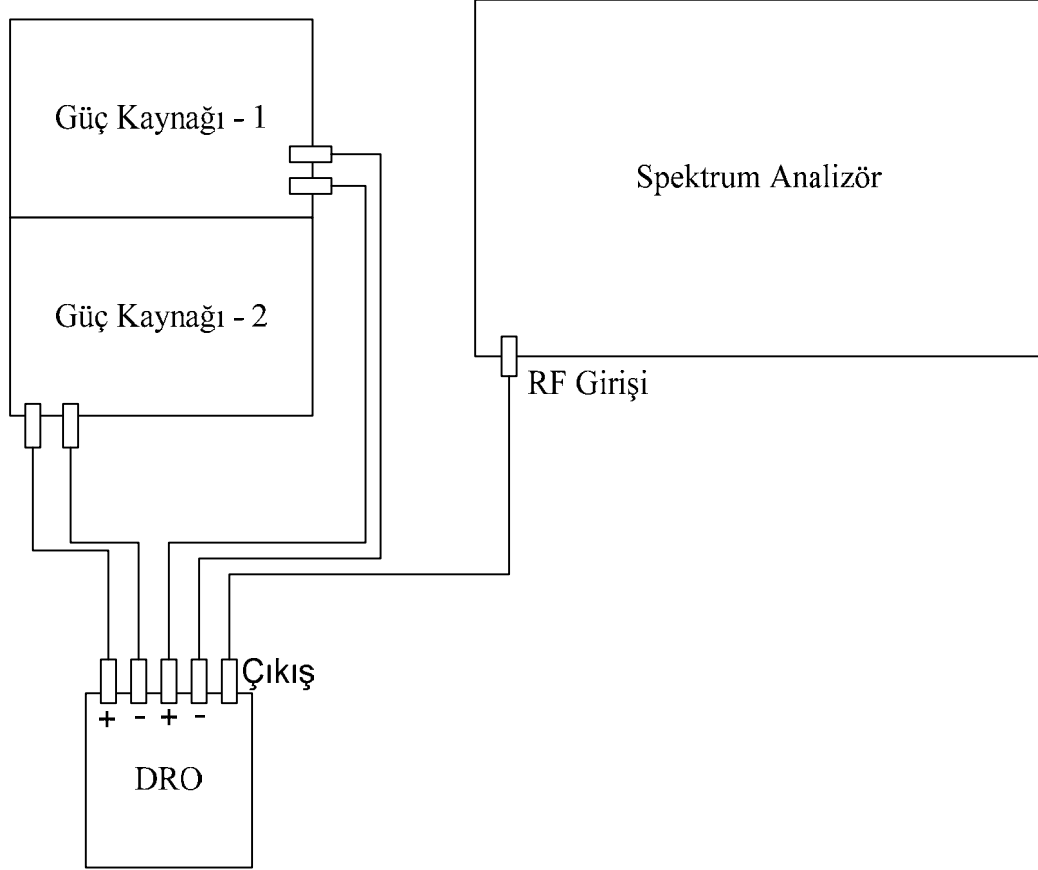 Güç Kaynağı - 1
Spektrum Analizör
Güç Kaynağı - 2
RF Girişi
Çıkış
+ - + -
DRO